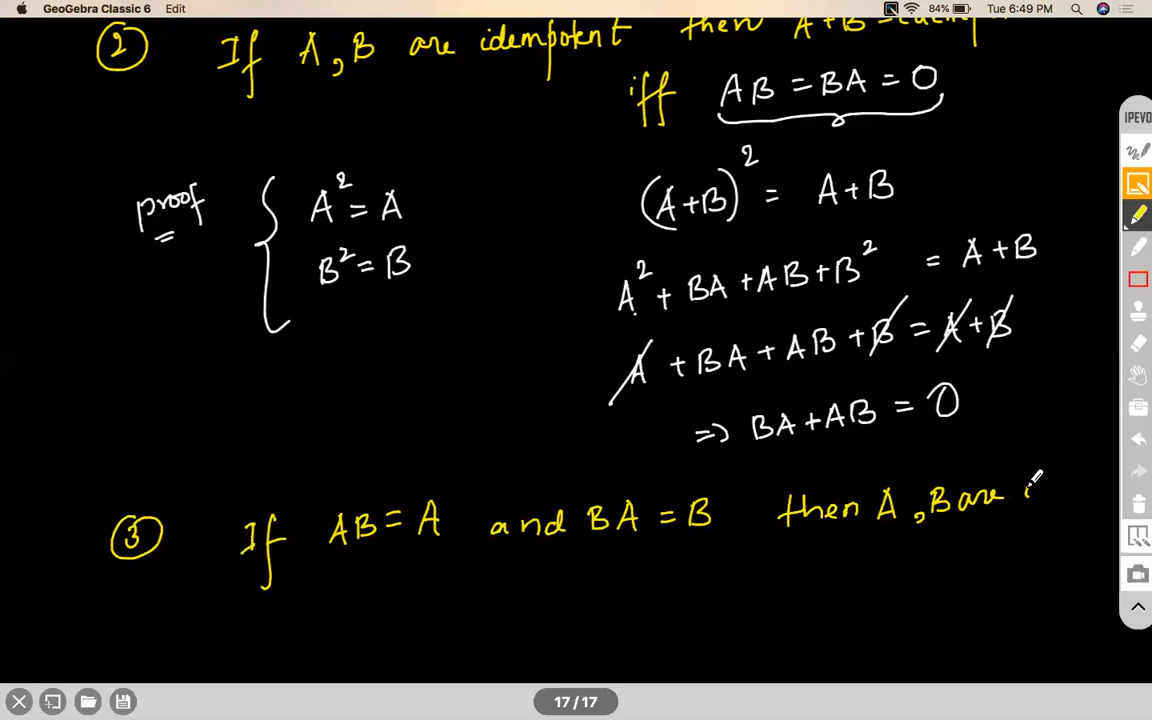 GeoGebra Classic 6 Edit 84% Tue 6:49 PM
② If A, B are idempotent then A+B =
iff AB = BA = 0
proof { A² = A
B² = B
(A+B)² = A+B
A² + BA + AB + B² = A+B
A + BA + AB + B = A + B
⇒ BA + AB = 0
③ If AB = A and BA = B then A, B are i
IPEVO
17 / 17